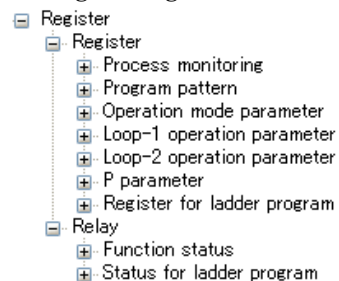 Register
Register
Process monitoring
Program pattern
Operation mode parameter
Loop-1 operation parameter
Loop-2 operation parameter
P parameter
Register for ladder program
Relay
Function status
Status for ladder program